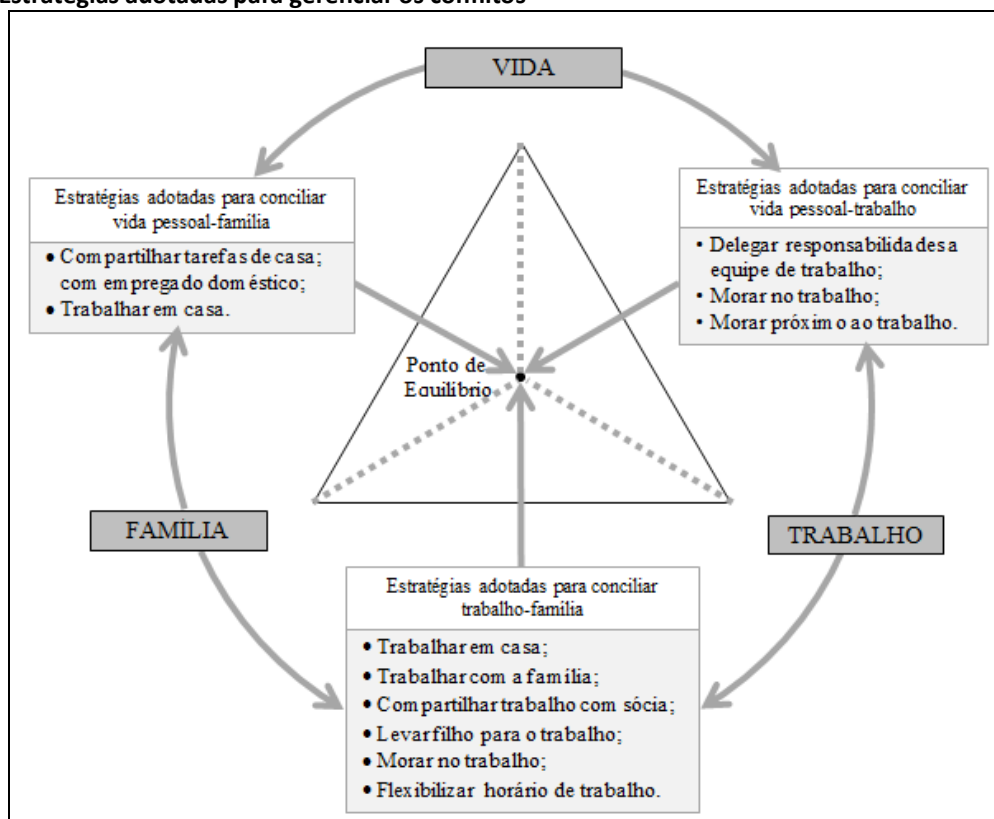 Estratégias adotadas para gerenciar os conflitos
VIDA
Estratégias adotadas para conciliar
vida pessoal-família
• Compartilhar tarefas de casa;
com empregado doméstico;
• Trabalhar em casa.
Estratégias adotadas para conciliar
vida pessoal-trabalho
• Delegar responsabilidades a
equipe de trabalho;
• Morar no trabalho;
• Morar próximo ao trabalho.
Ponto de
Equilíbrio
FAMÍLIA
TRABALHO
Estratégias adotadas para conciliar
trabalho-família
• Trabalhar em casa;
• Trabalhar com a família;
• Compartilhar trabalho com sócia;
• Levar filho para o trabalho;
• Morar no trabalho;
• Flexibilizar horário de trabalho.